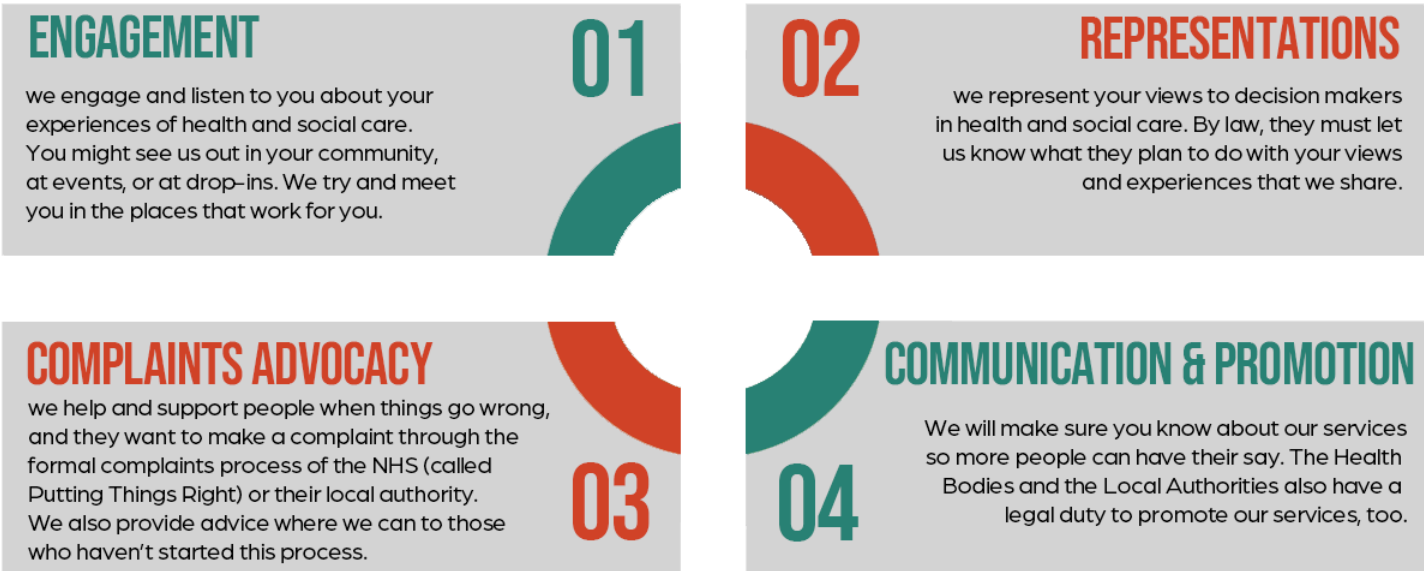 ENGAGEMENT
01
we engage and listen to you about your
experiences of health and social care.
You might see us out in your community,
at events, or at drop-ins. We try and meet
you in the places that work for you.
02
REPRESENTATIONS
we represent your views to decision makers
in health and social care. By law, they must let
us know what they plan to do with your views
and experiences that we share.
COMPLAINTS ADVOCACY
we help and support people when things go wrong,
and they want to make a complaint through the
formal complaints process of the NHS (called
Putting Things Right) or their local authority.
We also provide advice where we can to those
who haven't started this process.
03
COMMUNICATION & PROMOTION
We will make sure you know about our services
so more people can have their say. The Health
Bodies and the Local Authorities also have a
legal duty to promote our services, too.
04